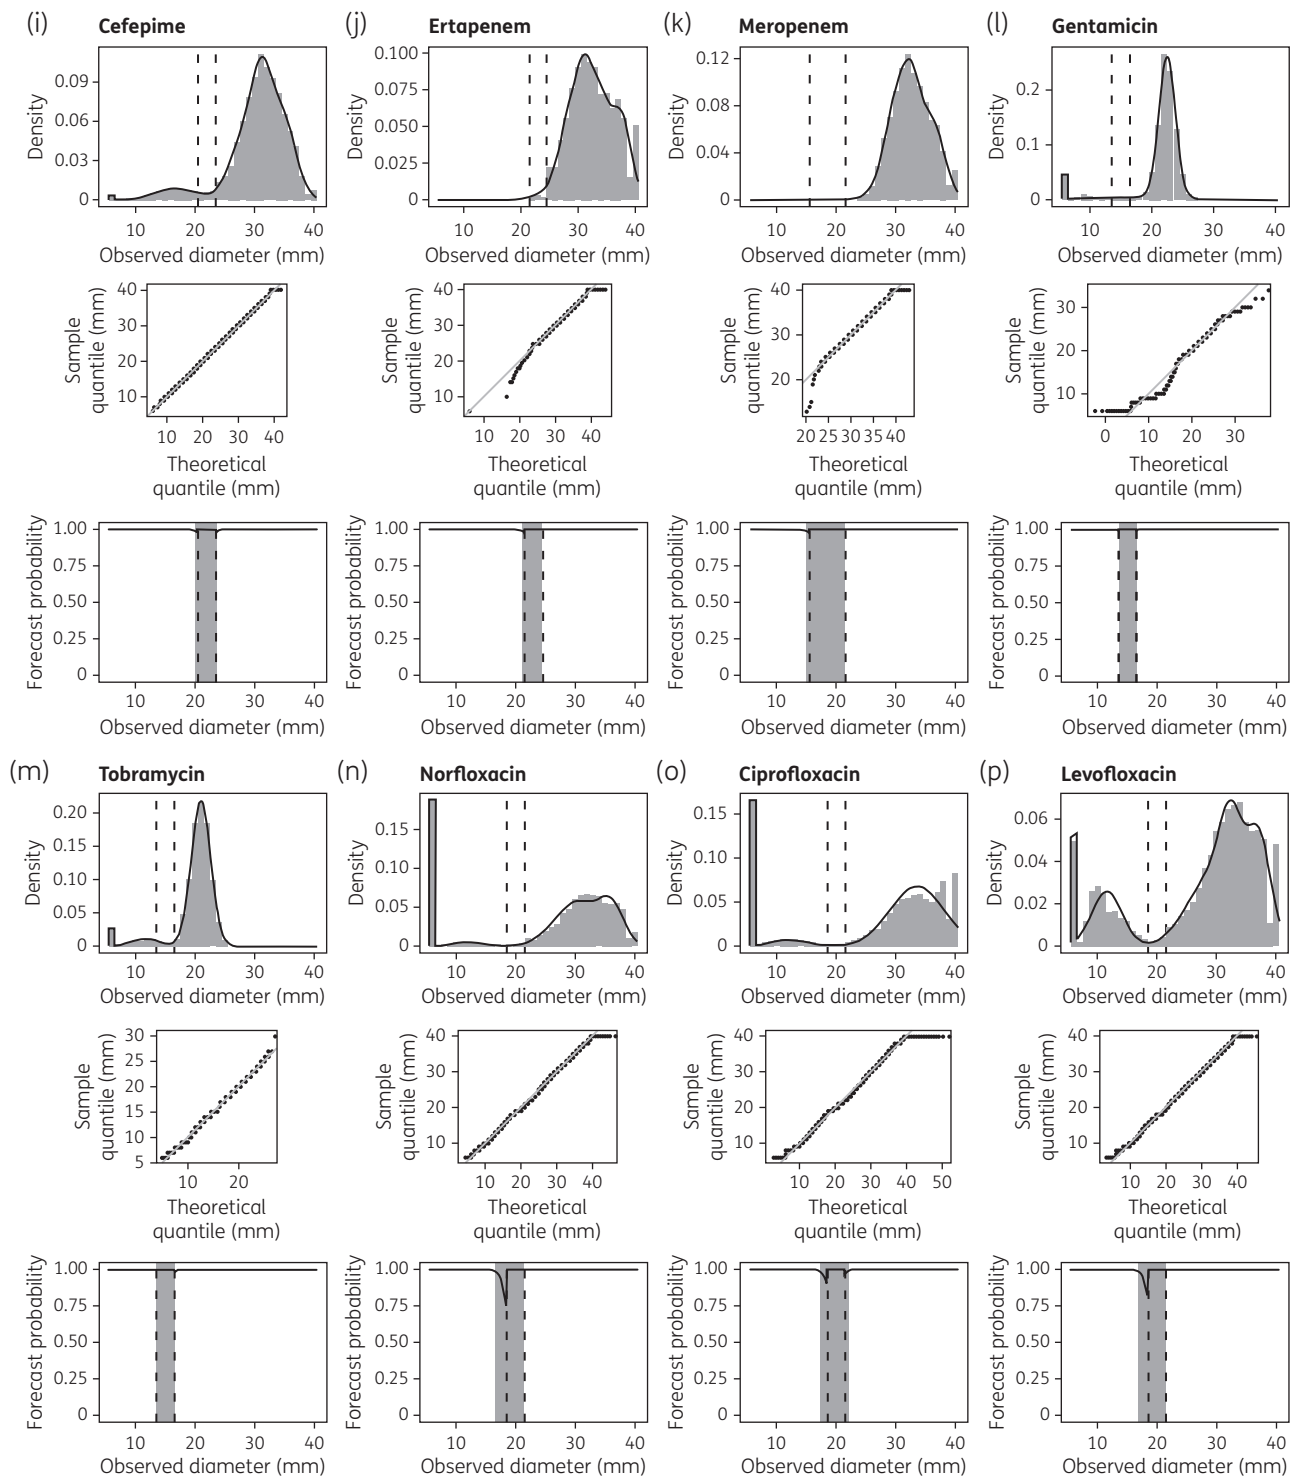 (i) Cefepime
(j) Ertapenem
(k) Meropenem
(l) Gentamicin
Density
0.09
0.06
0.03
0
10 20 30 40
Observed diameter (mm)
Density
0.100
0.075
0.050
0.025
0
10 20 30 40
Observed diameter (mm)
Density
0.12
0.08
0.04
0
10 20 30 40
Observed diameter (mm)
Density
0.2
0.1
0
10 20 30 40
Observed diameter (mm)
Sample
quantile (mm)
40
30
20
10
10 20 30 40
Theoretical
quantile (mm)
Sample
quantile (mm)
40
30
20
10
10 20 30 40
Theoretical
quantile (mm)
Sample
quantile (mm)
40
30
20
20 25 30 35 40
Theoretical
quantile (mm)
Sample
quantile (mm)
30
20
10
0 10 20 30
Theoretical
quantile (mm)
Forecast probability
1.00
0.75
0.50
0.25
0
10 20 30 40
Observed diameter (mm)
Forecast probability
1.00
0.75
0.50
0.25
0
10 20 30 40
Observed diameter (mm)
Forecast probability
1.00
0.75
0.50
0.25
0
10 20 30 40
Observed diameter (mm)
Forecast probability
1.00
0.75
0.50
0.25
0
10 20 30 40
Observed diameter (mm)
(m) Tobramycin
(n) Norfloxacin
(o) Ciprofloxacin
(p) Levofloxacin
Density
0.20
0.15
0.10
0.05
0
10 20 30 40
Observed diameter (mm)
Density
0.15
0.10
0.05
0
10 20 30 40
Observed diameter (mm)
Density
0.15
0.10
0.05
0
10 20 30 40
Observed diameter (mm)
Density
0.06
0.04
0.02
0
10 20 30 40
Observed diameter (mm)
Sample
quantile (mm)
30
25
20
15
10
5
10 20
Theoretical
quantile (mm)
Sample
quantile (mm)
40
30
20
10
10 20 30 40
Theoretical
quantile (mm)
Sample
quantile (mm)
40
30
20
10
10 20 30 40 50
Theoretical
quantile (mm)
Sample
quantile (mm)
40
30
20
10
10 20 30 40
Theoretical
quantile (mm)
Forecast probability
1.00
0.75
0.50
0.25
0
10 20 30 40
Observed diameter (mm)
Forecast probability
1.00
0.75
0.50
0.25
0
10 20 30 40
Observed diameter (mm)
Forecast probability
1.00
0.75
0.50
0.25
0
10 20 30 40
Observed diameter (mm)
Forecast probability
1.00
0.75
0.50
0.25
0
10 20 30 40
Observed diameter (mm)